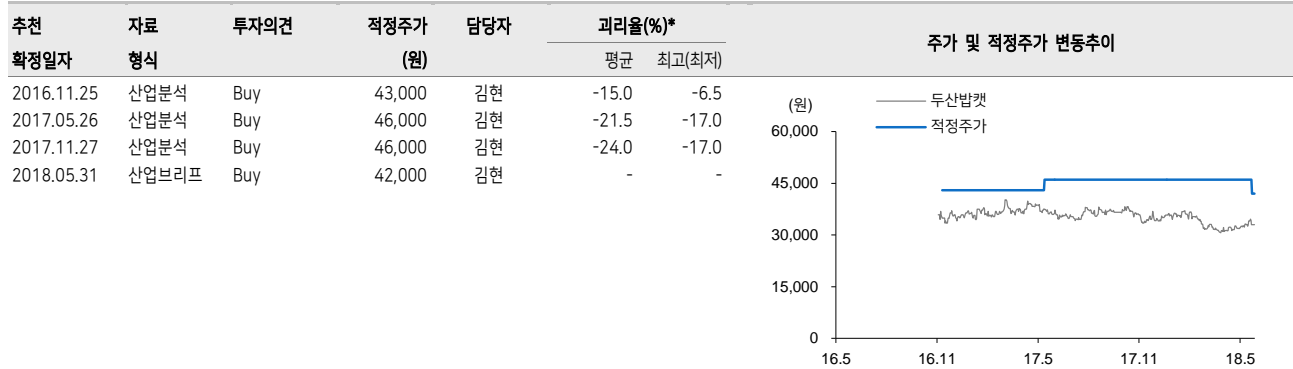 추천 자료 투자의견 적정주가 담당자 괴리율(%)* 주가 및 적정주가 변동추이
확정일자 형식 (원) 평균 최고(최저)
2016.11.25 산업분석 Buy 43,000 김현 -15.0 -6.5
2017.05.26 산업분석 Buy 46,000 김현 -21.5 -17.0
2017.11.27 산업분석 Buy 46,000 김현 -24.0 -17.0
2018.05.31 산업브리프 Buy 42,000 김현 - -
(원)
두산밥캣
적정주가
60,000
45,000
30,000
15,000
0
16.5 16.11 17.5 17.11 18.5